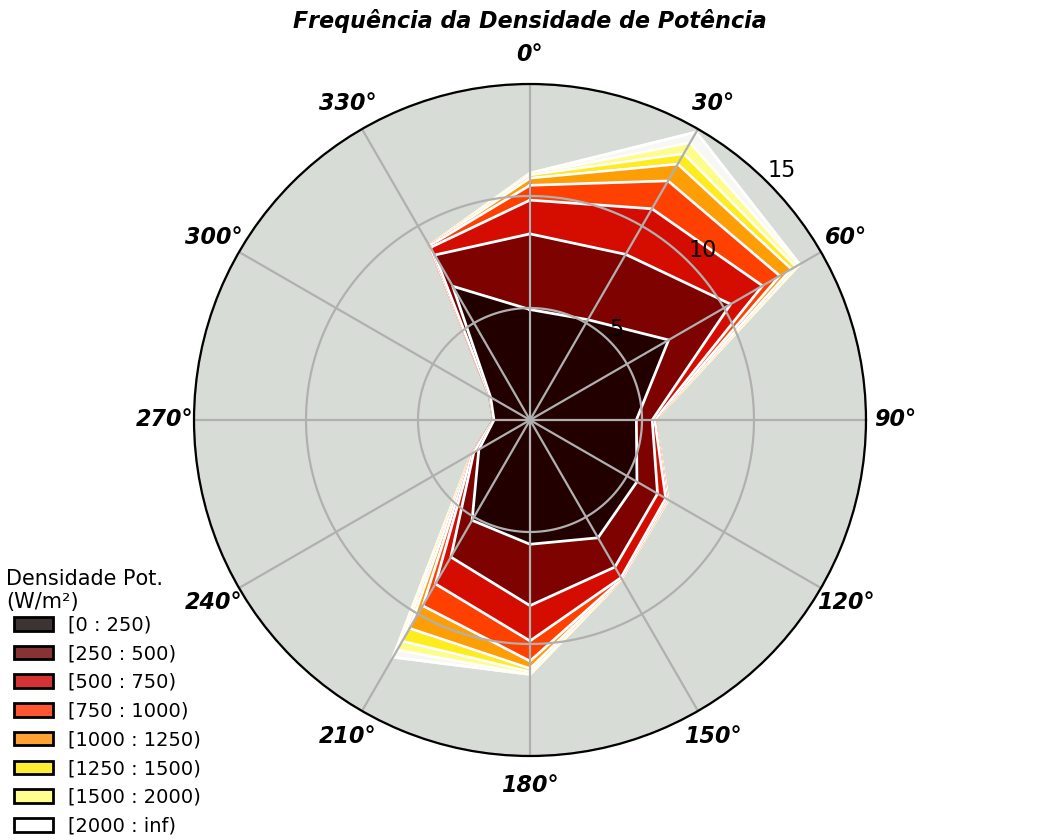 Frequência da Densidade de Potência
0°
330°
30°
15
300°
60°
10
5
270°
90°
240°
120°
210°
150°
180°
Densidade Pot.
(W/m²)
[0 : 250)
[250 : 500)
[500 : 750)
[750 : 1000)
[1000 : 1250)
[1250 : 1500)
[1500 : 2000)
[2000 : inf)